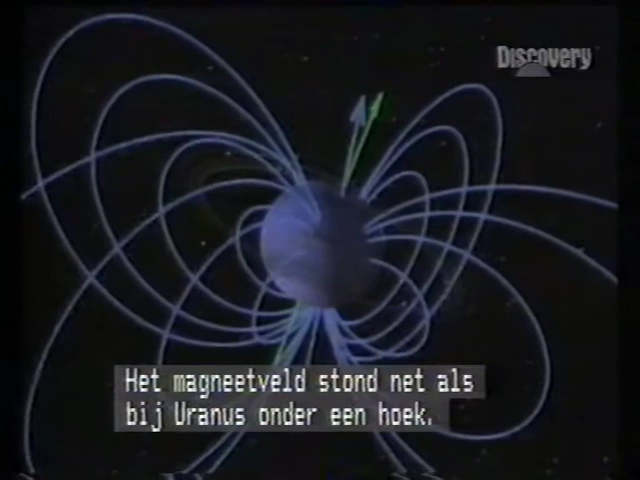 Discovery
Het magneetveld stond net als
bij Uranus onder een hoek.